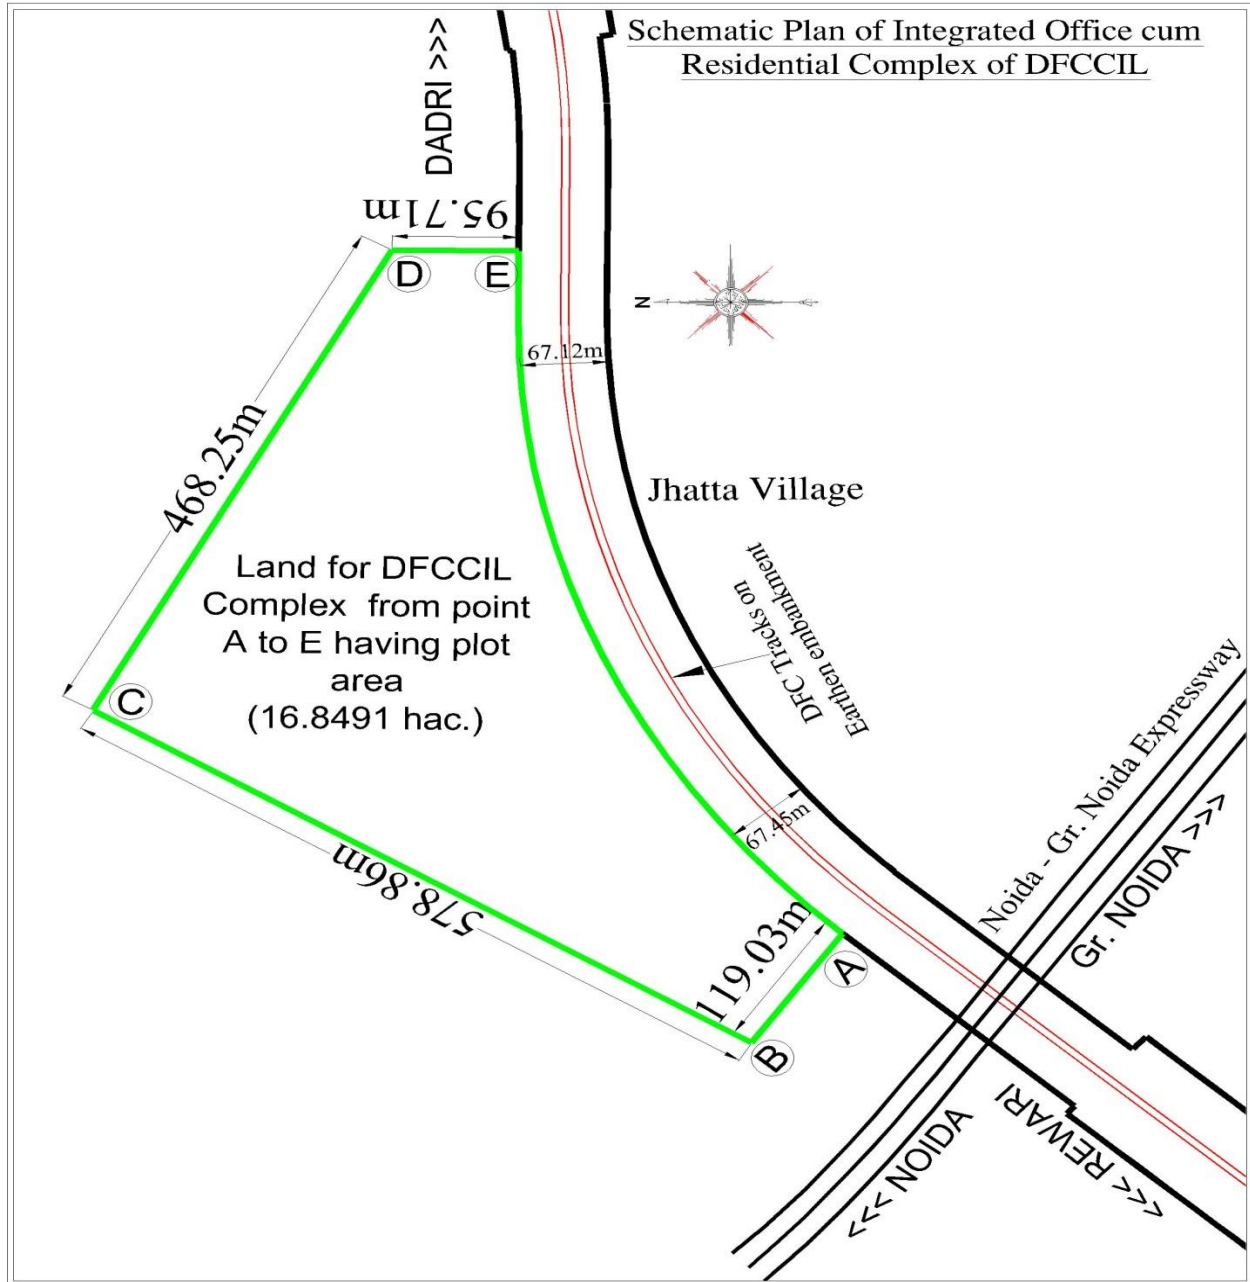 Schematic Plan of Integrated Office cum
Residential Complex of DFCCIL
DADRI >>>
95.71m
D
E
N
67.12m
468.25m
Jhatta Village
Land for DFCCIL
Complex from point
A to E having plot
area
(16.8491 hac.)
DFC Tracks on
Earthen embankment
C
Noida - Gr. Noida Expressway
Gr. NOIDA >>>
67.45m
578.86m
119.03m
A
B
<<< NOIDA
<<< REWARI